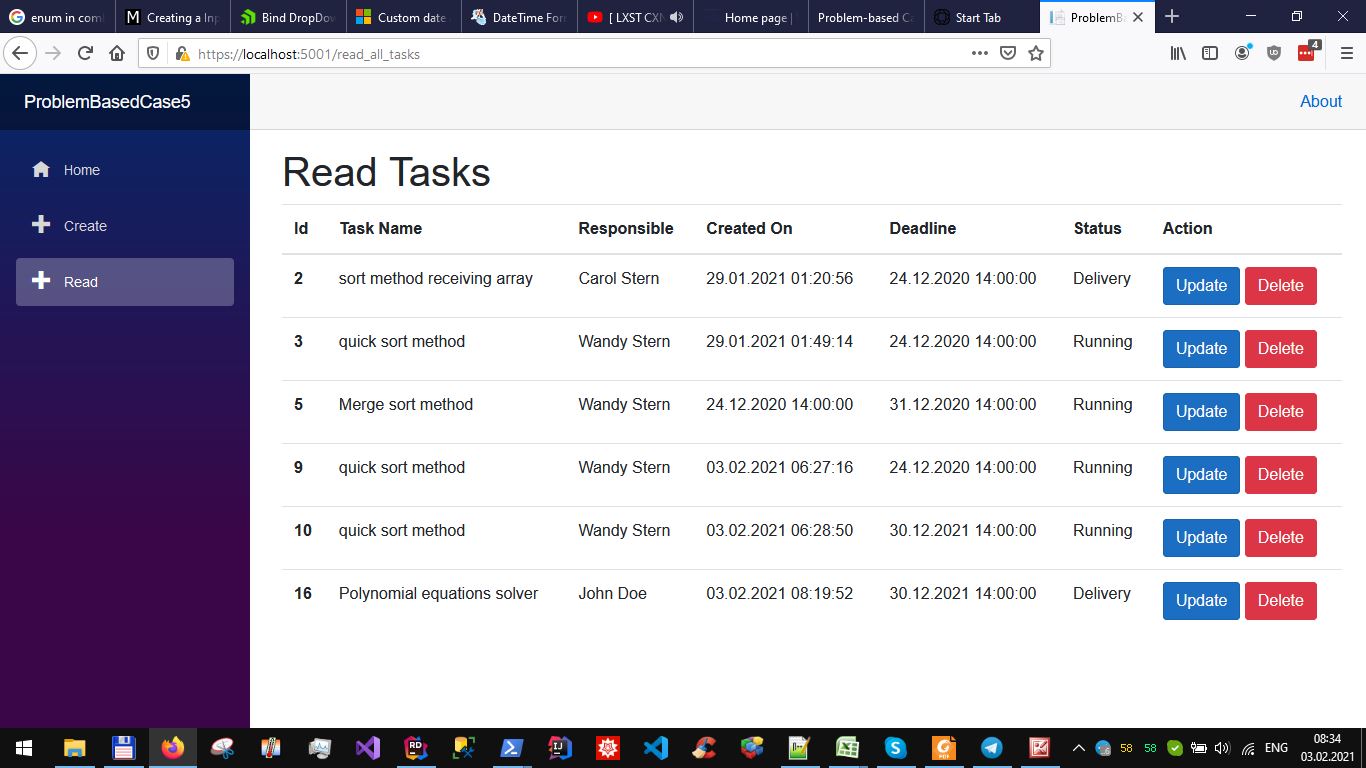 enum in comb
Creating a Inp
Bind DropDow
Custom date
DateTime For
[ LXST CXN
Home page
Problem-based Ca
Start Tab
ProblemBa
https://localhost:5001/read_all_tasks
4
ProblemBasedCase5
About
Home
Create
Read
Read Tasks
Id Task Name Responsible Created On Deadline Status Action
2 sort method receiving array Carol Stern 29.01.2021 01:20:56 24.12.2020 14:00:00 Delivery Update Delete
3 quick sort method Wandy Stern 29.01.2021 01:49:14 24.12.2020 14:00:00 Running Update Delete
5 Merge sort method Wandy Stern 24.12.2020 14:00:00 31.12.2020 14:00:00 Running Update Delete
9 quick sort method Wandy Stern 03.02.2021 06:27:16 24.12.2020 14:00:00 Running Update Delete
10 quick sort method Wandy Stern 03.02.2021 06:28:50 30.12.2021 14:00:00 Running Update Delete
16 Polynomial equations solver John Doe 03.02.2021 08:19:52 30.12.2021 14:00:00 Delivery Update Delete
58 58 ENG
08:34
03.02.2021